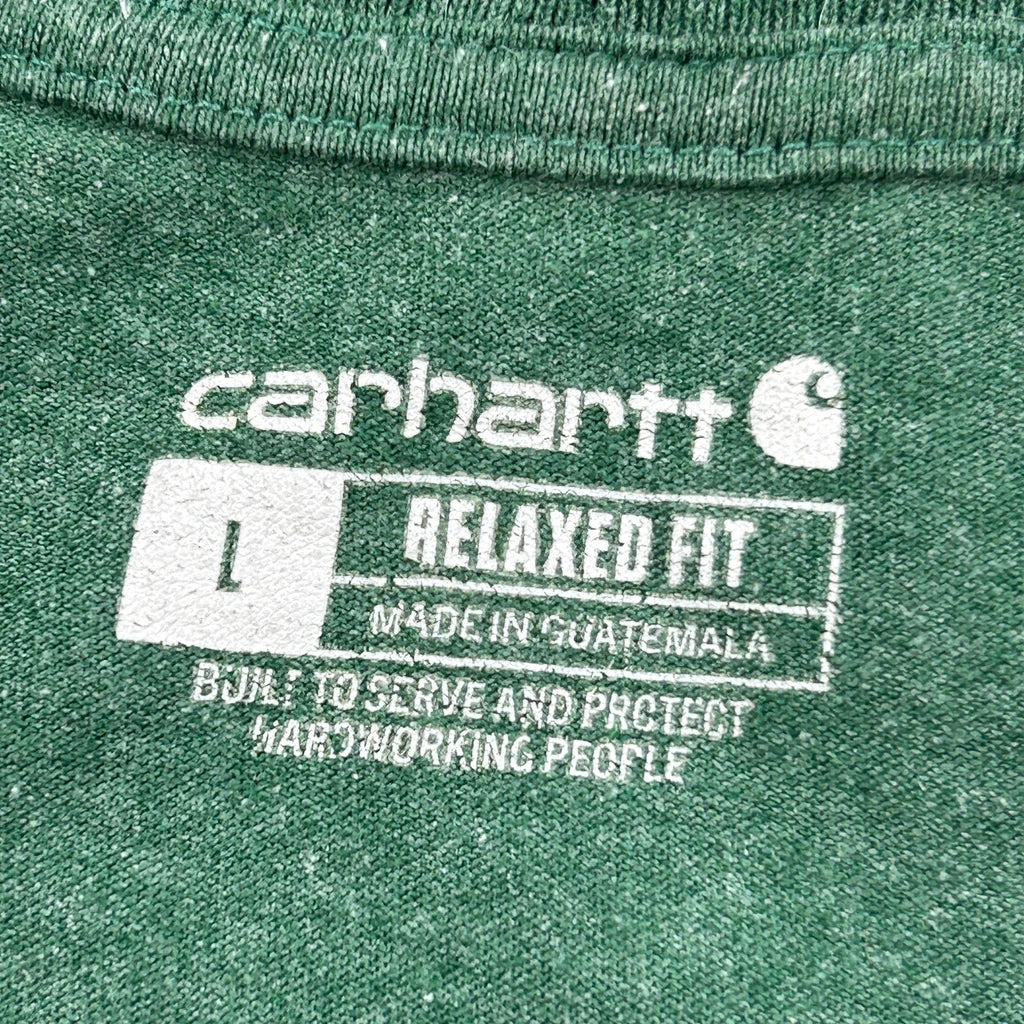 carhartt
L
RELAXED FIT
MADE IN GUATEMALA
BUILT TO SERVE AND PROTECT
HARDWORKING PEOPLE